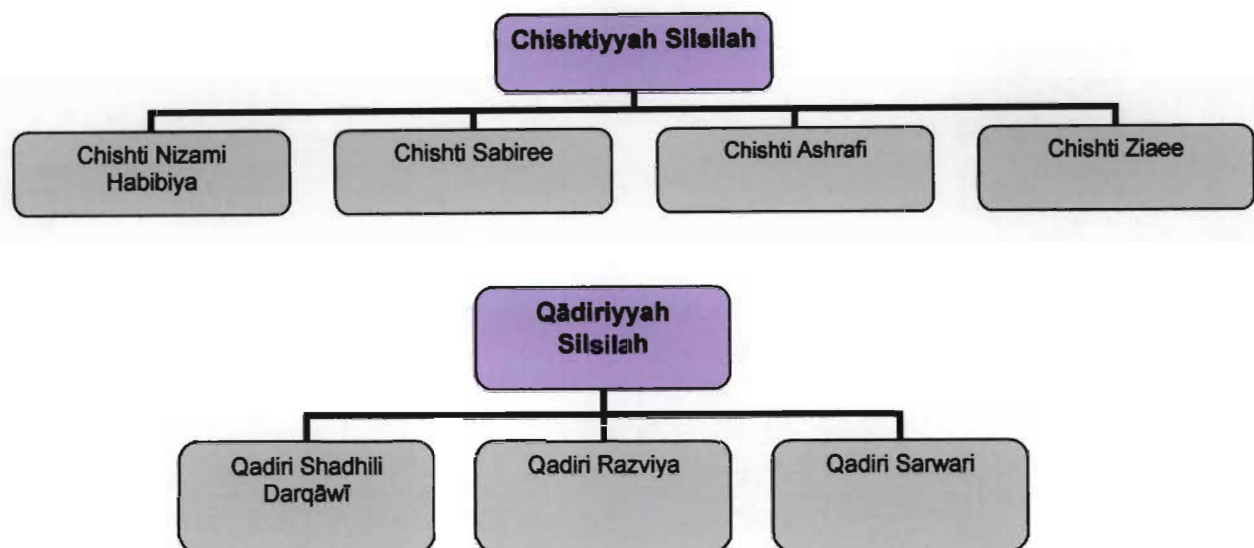 Chishtiyyah Silsilah
Chishti Nizami
Habibiya
Chishti Sabiree
Chishti Ashrafi
Chishti Ziaee
Qādiriyyah
Silsilah
Qadiri Shadhili
Darqāwī
Qadiri Razviya
Qadiri Sarwari